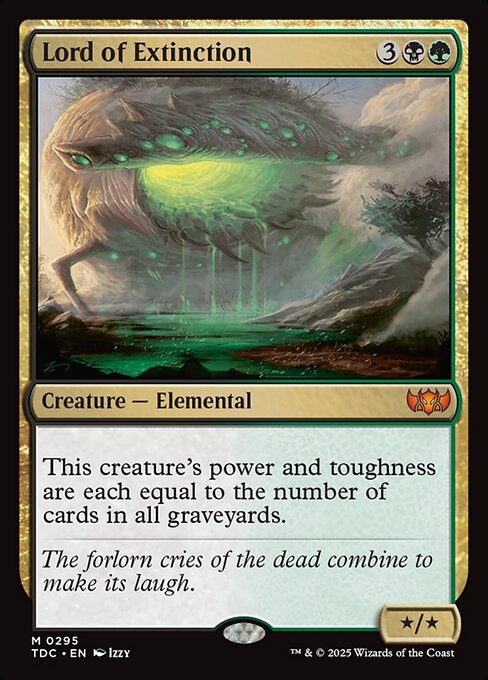 Lord of Extinction 3
Creature — Elemental
This creature's power and toughness
are each equal to the number of
cards in all graveyards.
The forlorn cries of the dead combine to
make its laugh.
★/★
M 0295
TDC • EN Izzy
™ & © 2025 Wizards of the Coast